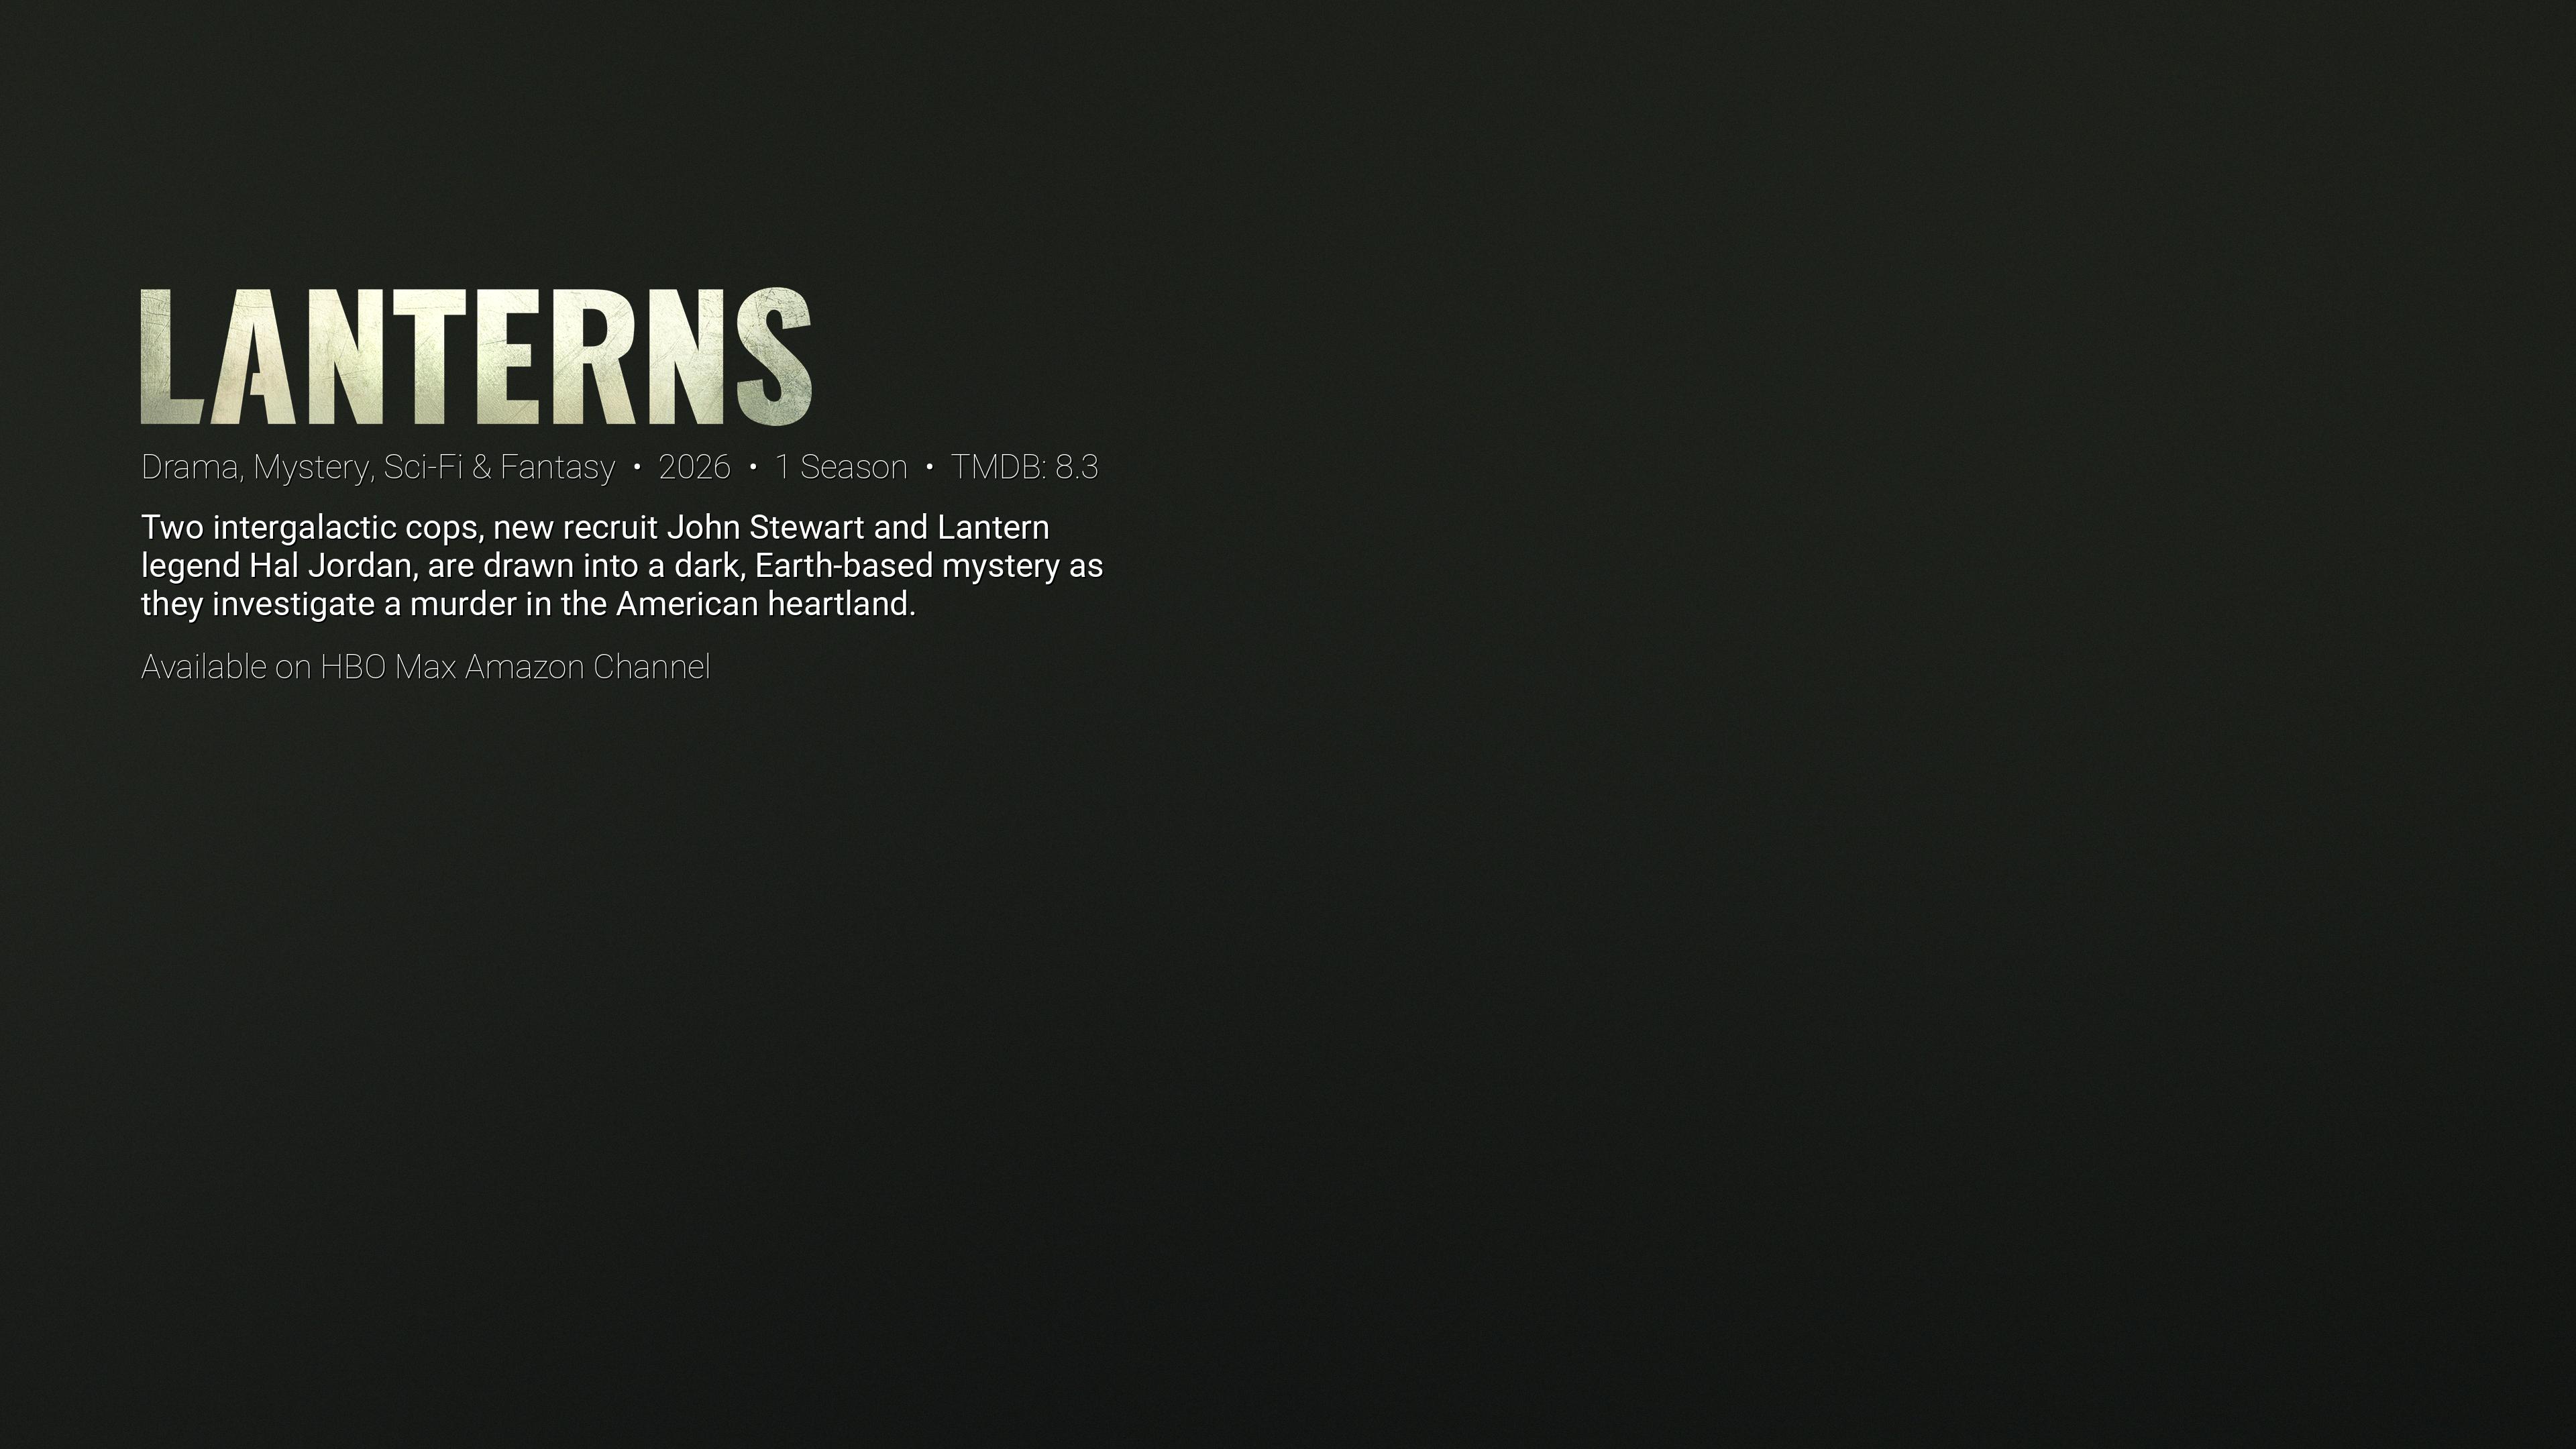 LANTERNS
Drama, Mystery, Sci-Fi & Fantasy • 2026 • 1 Season • TMDB: 8.3
Two intergalactic cops, new recruit John Stewart and Lantern
legend Hal Jordan, are drawn into a dark, Earth-based mystery as
they investigate a murder in the American heartland.
Available on HBO Max Amazon Channel